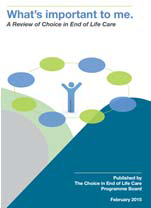 What's important to me.
A Review of Choice in End of Life Care
Published by
The Choice in End of Life Care
Programme Board
February 2015